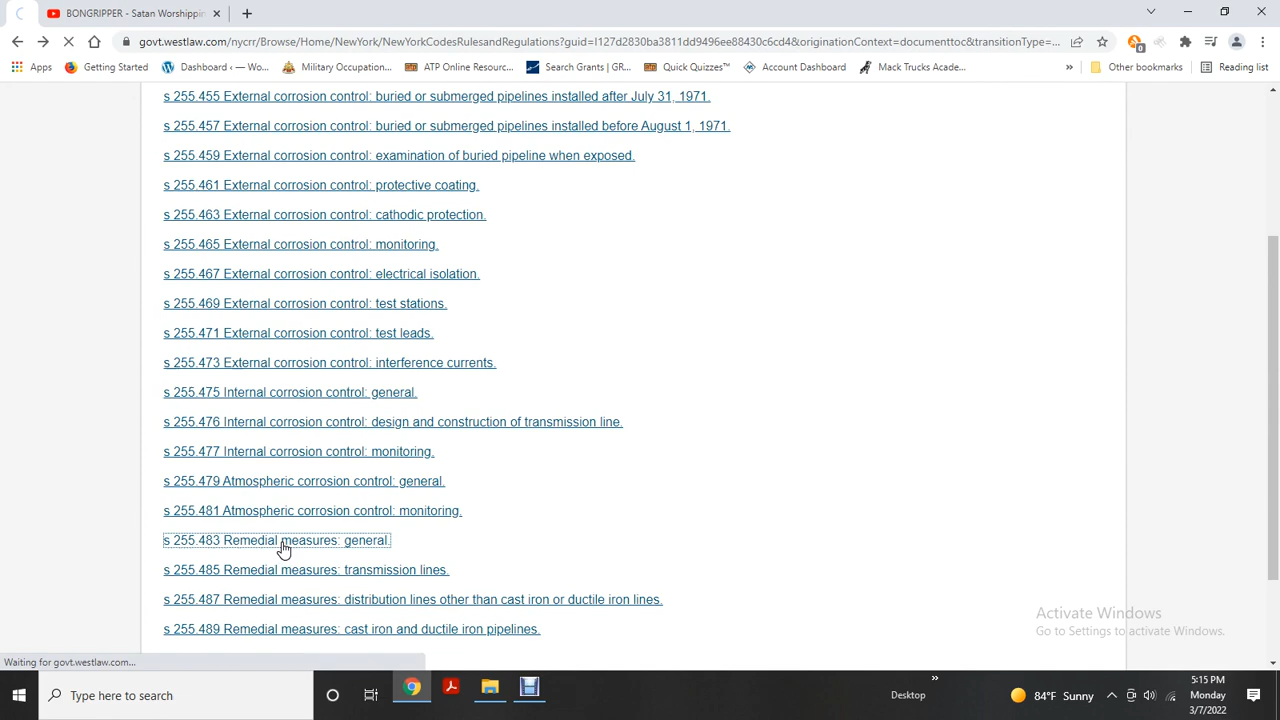 BONGRIPPER - Satan Worshippin
govt.westlaw.com/nycrr/Browse/Home/NewYork/NewYorkCodesRulesandRegulations?guid=I127d2830ba3811dd9496ee88430c6cd4&originationContext=documenttoc&transitionType=...
0
Apps
Getting Started
Dashboard ‹ — Wo...
Military Occupation...
ATP Online Resourc...
Search Grants | GR...
Quick Quizzes™
Account Dashboard
Mack Trucks Acade...
»
Other bookmarks
Reading list
s 255.455 External corrosion control: buried or submerged pipelines installed after July 31, 1971.
s 255.457 External corrosion control: buried or submerged pipelines installed before August 1, 1971.
s 255.459 External corrosion control: examination of buried pipeline when exposed.
s 255.461 External corrosion control: protective coating.
s 255.463 External corrosion control: cathodic protection.
s 255.465 External corrosion control: monitoring.
s 255.467 External corrosion control: electrical isolation.
s 255.469 External corrosion control: test stations.
s 255.471 External corrosion control: test leads.
s 255.473 External corrosion control: interference currents.
s 255.475 Internal corrosion control: general.
s 255.476 Internal corrosion control: design and construction of transmission line.
s 255.477 Internal corrosion control: monitoring.
s 255.479 Atmospheric corrosion control: general.
s 255.481 Atmospheric corrosion control: monitoring.
s 255.483 Remedial measures: general.
s 255.485 Remedial measures: transmission lines.
s 255.487 Remedial measures: distribution lines other than cast iron or ductile iron lines.
s 255.489 Remedial measures: cast iron and ductile iron pipelines.
Activate Windows
Go to Settings to activate Windows.
Waiting for govt.westlaw.com...
Type here to search
Desktop
»
84°F Sunny
5:15 PM
Monday
3/7/2022